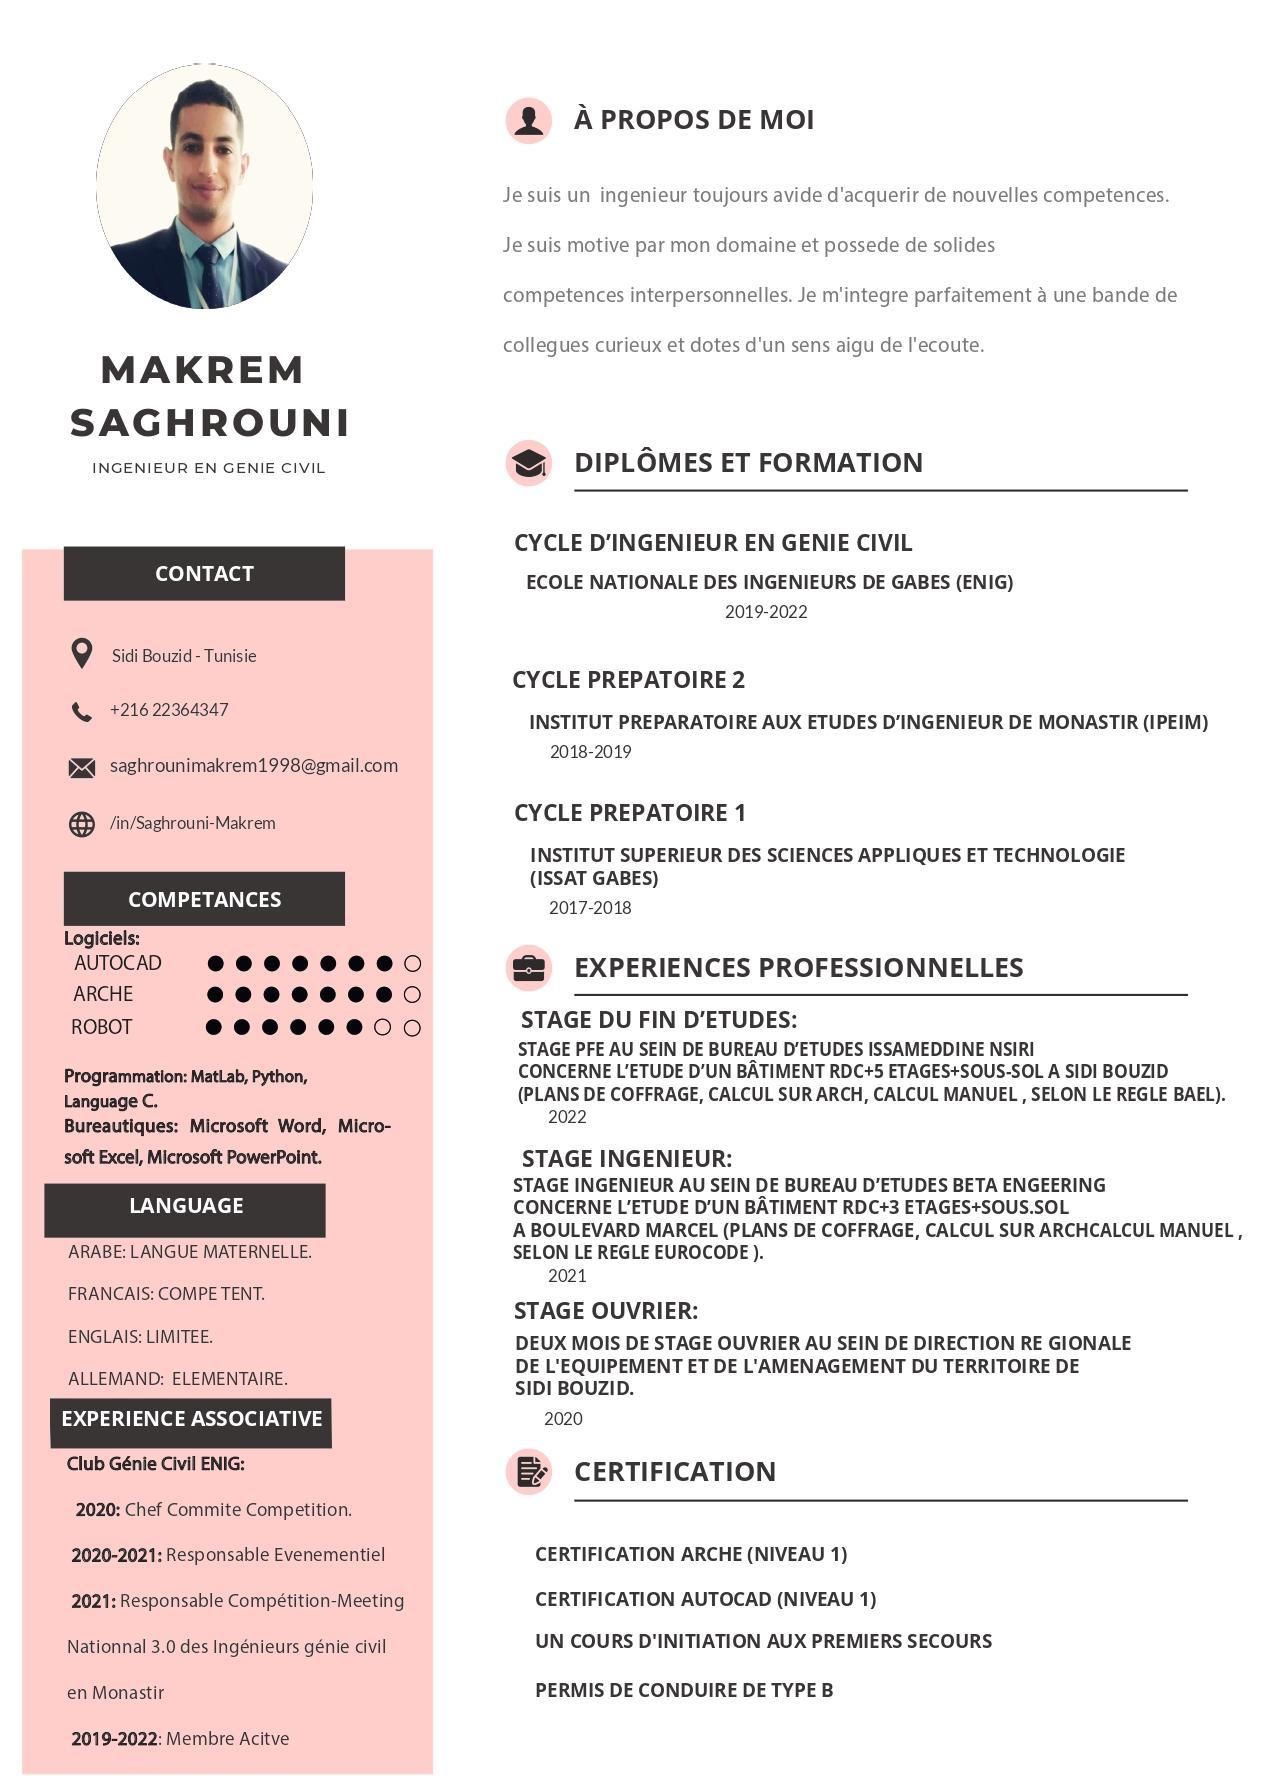 MAKREM
SAGHROUNI
INGENIEUR EN GENIE CIVIL
CONTACT
Sidi Bouzid - Tunisie
+216 22364347
saghrounimakrem1998@gmail.com
/in/Saghrouni-Makrem
COMPETANCES
Logiciels:
AUTOCAD
ARCHE
ROBOT
Programmation: MatLab, Python,
Language C.
Bureautiques: Microsoft Word, Micro-
soft Excel, Microsoft PowerPoint.
LANGUAGE
ARABE: LANGUE MATERNELLE.
FRANCAIS: COMPE TENT.
ENGLAIS: LIMITEE.
ALLEMAND: ELEMENTAIRE.
EXPERIENCE ASSOCIATIVE
Club Génie Civil ENIG:
2020: Chef Commite Competition.
2020-2021: Responsable Evenementiel
2021: Responsable Compétition-Meeting
Nationnal 3.0 des Ingénieurs génie civil
en Monastir
2019-2022: Membre Acitve
À PROPOS DE MOI
Je suis un ingenieur toujours avide d'acquerir de nouvelles competences.
Je suis motive par mon domaine et possede de solides
competences interpersonnelles. Je m'integre parfaitement à une bande de
collegues curieux et dotes d'un sens aigu de l'ecoute.
DIPLÔMES ET FORMATION
CYCLE D’INGENIEUR EN GENIE CIVIL
ECOLE NATIONALE DES INGENIEURS DE GABES (ENIG)
2019-2022
CYCLE PREPATOIRE 2
INSTITUT PREPARATOIRE AUX ETUDES D’INGENIEUR DE MONASTIR (IPEIM)
2018-2019
CYCLE PREPATOIRE 1
INSTITUT SUPERIEUR DES SCIENCES APPLIQUES ET TECHNOLOGIE
(ISSAT GABES)
2017-2018
EXPERIENCES PROFESSIONNELLES
STAGE DU FIN D’ETUDES:
STAGE PFE AU SEIN DE BUREAU D’ETUDES ISSAMEDDINE NSIRI
CONCERNE L’ETUDE D’UN BÂTIMENT RDC+5 ETAGES+SOUS-SOL A SIDI BOUZID
(PLANS DE COFFRAGE, CALCUL SUR ARCH, CALCUL MANUEL , SELON LE REGLE BAEL).
2022
STAGE INGENIEUR:
STAGE INGENIEUR AU SEIN DE BUREAU D’ETUDES BETA ENGEERING
CONCERNE L’ETUDE D’UN BÂTIMENT RDC+3 ETAGES+SOUS.SOL
A BOULEVARD MARCEL (PLANS DE COFFRAGE, CALCUL SUR ARCHCALCUL MANUEL ,
SELON LE REGLE EUROCODE ).
2021
STAGE OUVRIER:
DEUX MOIS DE STAGE OUVRIER AU SEIN DE DIRECTION RE GIONALE
DE L'EQUIPEMENT ET DE L'AMENAGEMENT DU TERRITOIRE DE
SIDI BOUZID.
2020
CERTIFICATION
CERTIFICATION ARCHE (NIVEAU 1)
CERTIFICATION AUTOCAD (NIVEAU 1)
UN COURS D'INITIATION AUX PREMIERS SECOURS
PERMIS DE CONDUIRE DE TYPE B